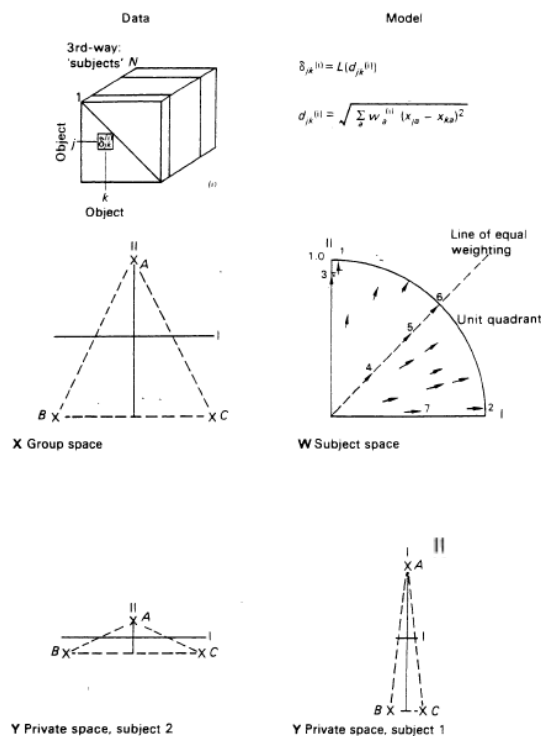 Data
Model
3rd-way:
'subjects' N
1
Object
j
k
Object
δjk⁽ⁱ⁾ = L(djk⁽ⁱ⁾)
djk⁽ⁱ⁾ = √ Σa wa⁽ⁱ⁾ (xja – xka)²
II
A
I
B
C
X Group space
II
Line of equal
weighting
1.0
1
3
6
Unit quadrant
5
4
7
2
I
W Subject space
II
A
I
B
C
Y Private space, subject 2
I
II
A
I
B
C
Y Private space, subject 1